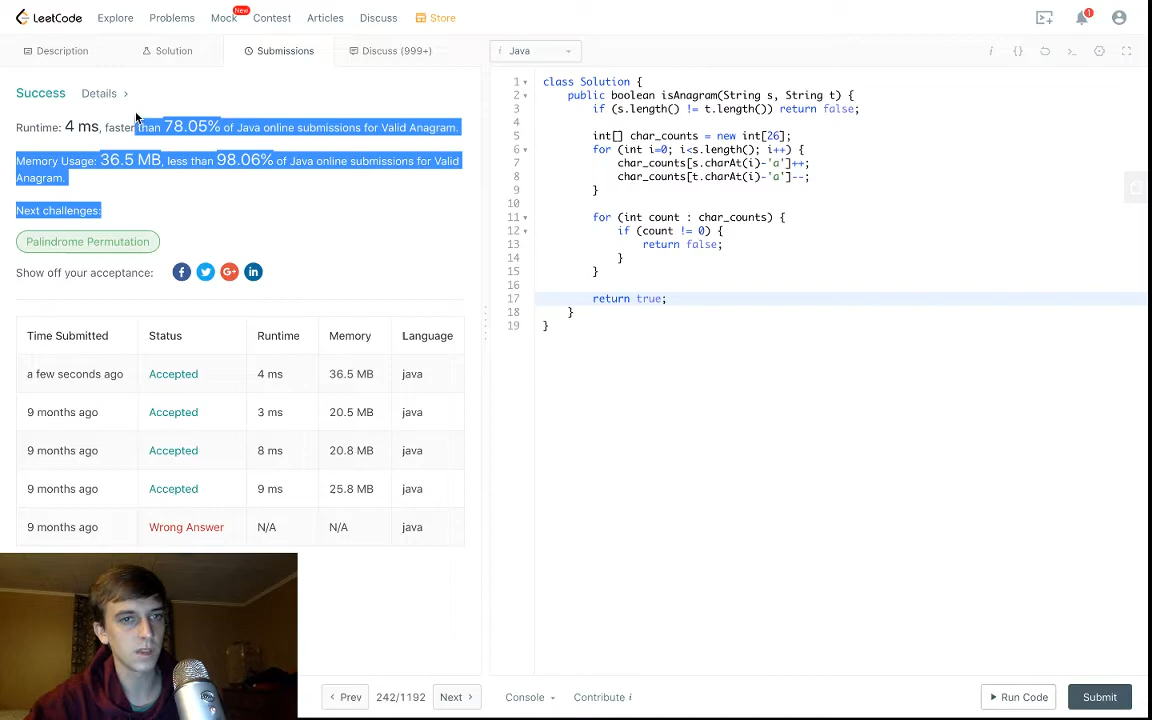 LeetCode
Explore
Problems
Mock
New
Contest
Articles
Discuss
Store
1
Description
Solution
Submissions
Discuss (999+)
i Java
Success
Details >
Runtime: 4 ms, faster than 78.05% of Java online submissions for Valid Anagram.
Memory Usage: 36.5 MB, less than 98.06% of Java online submissions for Valid
Anagram.
Next challenges:
Palindrome Permutation
Show off your acceptance:
Time Submitted Status Runtime Memory Language
a few seconds ago Accepted 4 ms 36.5 MB java
9 months ago Accepted 3 ms 20.5 MB java
9 months ago Accepted 8 ms 20.8 MB java
9 months ago Accepted 9 ms 25.8 MB java
9 months ago Wrong Answer N/A N/A java
1 class Solution {
2 public boolean isAnagram(String s, String t) {
3 if (s.length() != t.length()) return false;
4
5 int[] char_counts = new int[26];
6 for (int i=0; i<s.length(); i++) {
7 char_counts[s.charAt(i)-'a']++;
8 char_counts[t.charAt(i)-'a']--;
9 }
10
11 for (int count : char_counts) {
12 if (count != 0) {
13 return false;
14 }
15 }
16
17 return true;
18 }
19 }
< Prev
242/1192
Next >
Console
Contribute i
Run Code
Submit